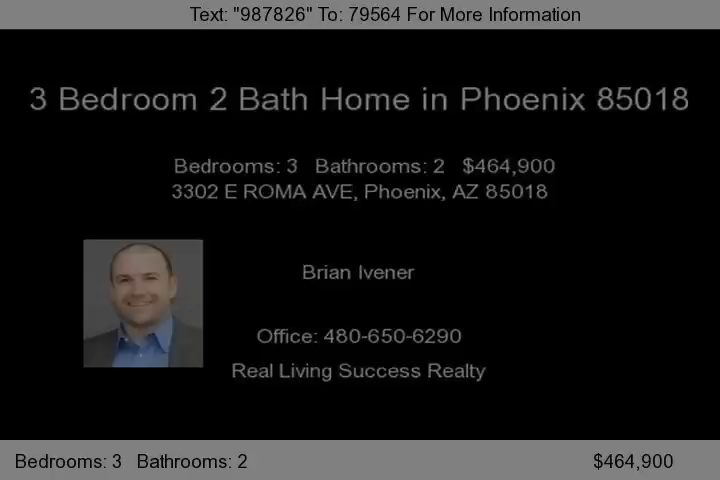 Text: "987826" To: 79564 For More Information
3 Bedroom 2 Bath Home in Phoenix 85018
Bedrooms: 3 Bathrooms: 2 $464,900
3302 E ROMA AVE, Phoenix, AZ 85018
Brian Ivener
Office: 480-650-6290
Real Living Success Realty
Bedrooms: 3 Bathrooms: 2 $464,900